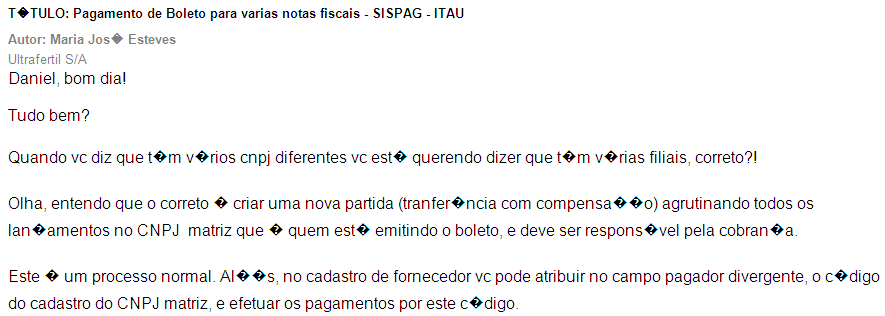 T�TULO: Pagamento de Boleto para varias notas fiscais - SISPAG - ITAU
Autor: Maria Jos� Esteves
Ultrafertil S/A
Daniel, bom dia!
Tudo bem?
Quando vc diz que t�m v�rios cnpj diferentes vc est� querendo dizer que t�m v�rias filiais, correto?!
Olha, entendo que o correto � criar uma nova partida (tranfer�ncia com compensa��o) agrutinando todos os
lan�amentos no CNPJ  matriz que � quem est� emitindo o boleto, e deve ser respons�vel pela cobran�a.
Este � um processo normal. Al��s, no cadastro de fornecedor vc pode atribuir no campo pagador divergente, o c�digo
do cadastro do CNPJ matriz, e efetuar os pagamentos por este c�digo.